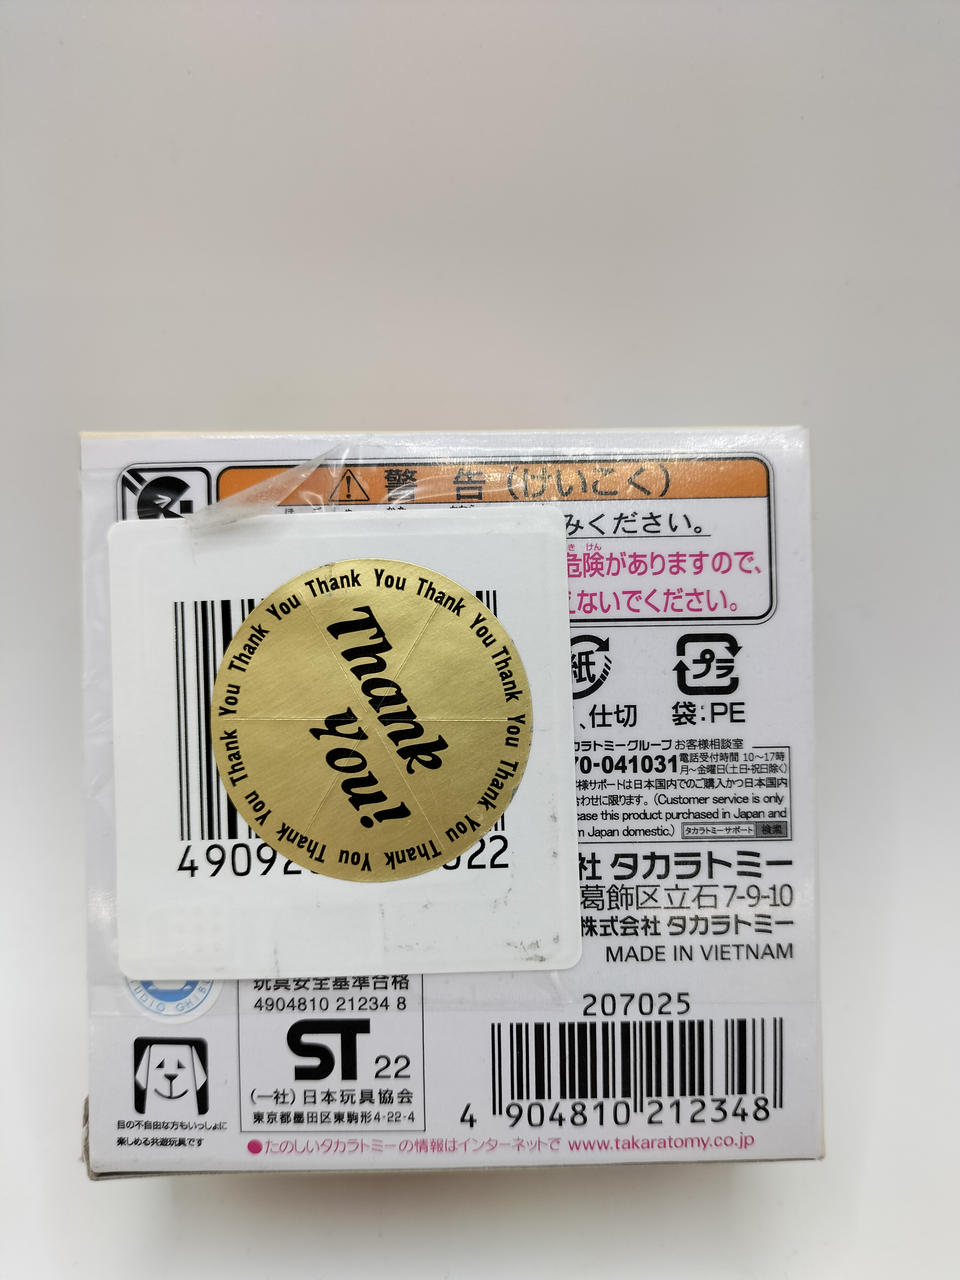 警 告 (けいこく)
みください。
危険がありますので、
えないでください。
Thank You Thank You Thank You Thank You Thank You Thank You Thank You Thank You
Thank
you!
4909 022
紙
プラ
、仕切 袋:PE
カラトミーグループ お客様相談室
70-041031 電話受付時間 10~17時
月~金曜日(土日・祝日除く)
様サポートは日本国内でのご購入かつ日本国内
合わせに限ります。(Customer service is only
ase this product purchased in Japan and
m Japan domestic.) タカラトミーサポート 検索
社 タカラトミー
葛飾区立石7-9-10
株式会社 タカラトミー
MADE IN VIETNAM
UDIO GHIBL
玩具安全基準合格
4904810 21234 8
ST 22
(一社)日本玩具協会
東京都墨田区東駒形4-22-4
目の不自由な方もいっしょに
楽しめる共遊玩具です
207025
4 904810 212348
●たのしいタカラトミーの情報はインターネットで www.takaratomy.co.jp